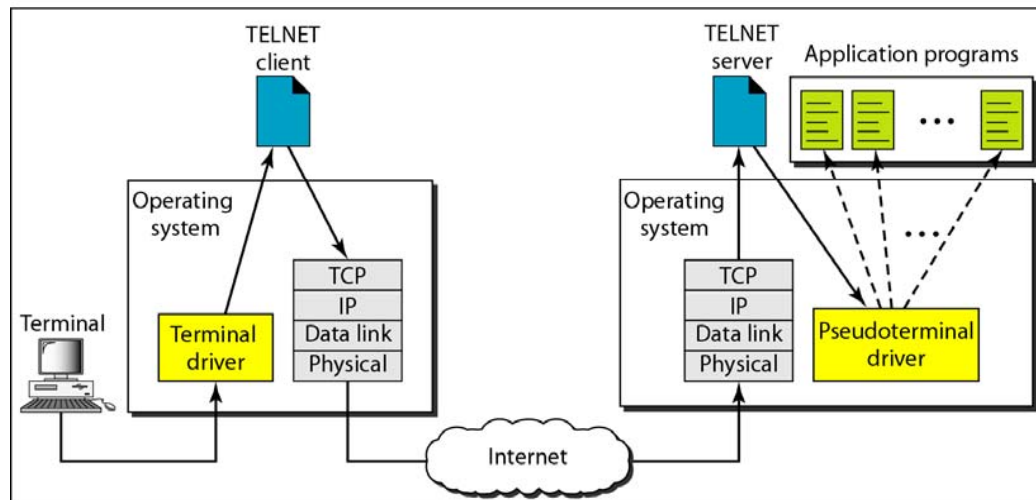 TELNET
client
TELNET
server
Application programs
Operating
system
Operating
system
TCP
IP
Data link
Physical
Terminal
Terminal
driver
TCP
IP
Data link
Physical
Pseudoterminal
driver
Internet